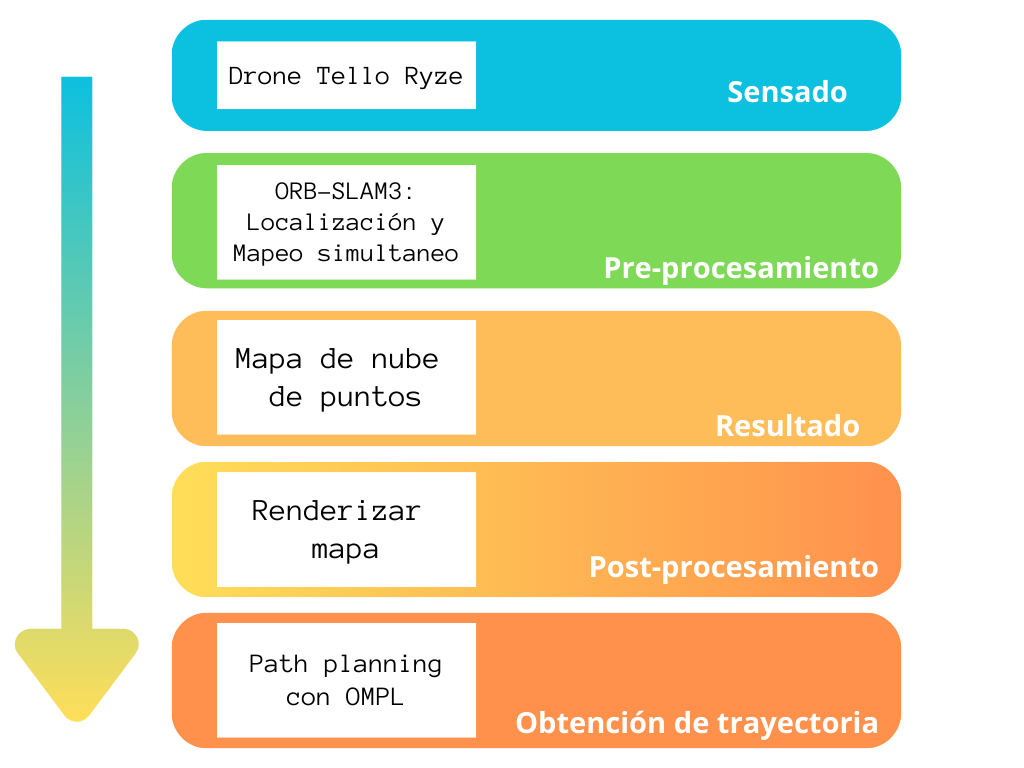 Drone Tello Ryze
Sensado
ORB-SLAM3:
Localización y
Mapeo simultaneo
Pre-procesamiento
Mapa de nube
de puntos
Resultado
Renderizar
mapa
Post-procesamiento
Path planning
con OMPL
Obtención de trayectoria